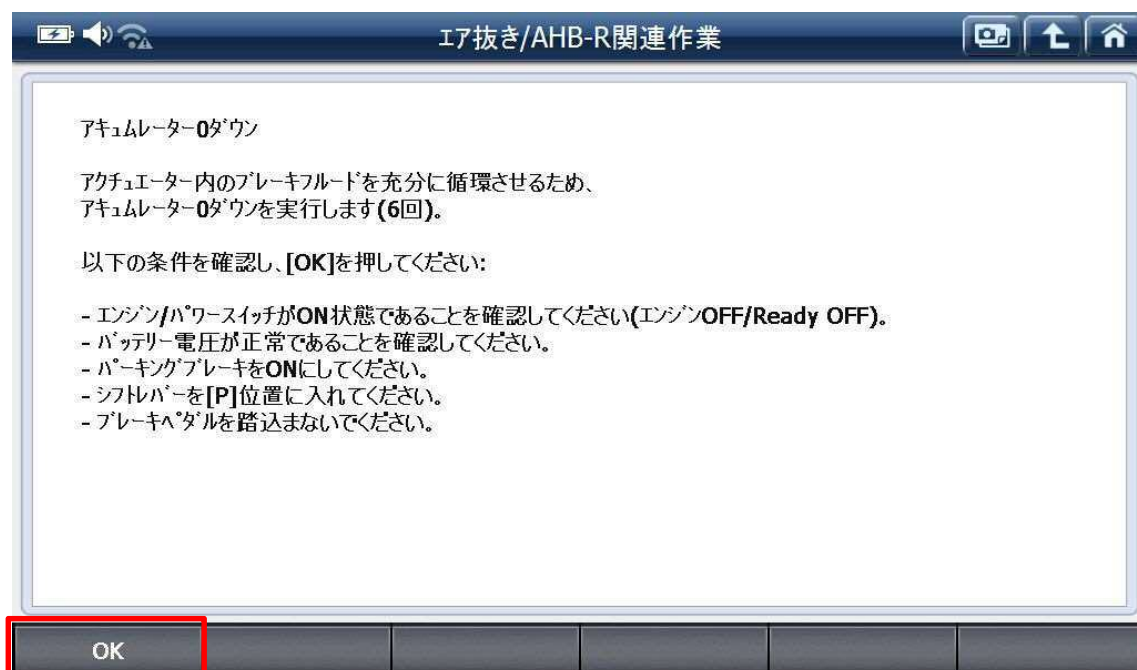 ｴｱ抜き/AHB-R関連作業
ｱｷｭﾑﾚｰﾀｰ0ﾀﾞｳﾝ
ｱｸﾁｭｴｰﾀｰ内のﾌﾞﾚｰｷﾌﾙｰﾄﾞを充分に循環させるため、
ｱｷｭﾑﾚｰﾀｰ0ﾀﾞｳﾝを実行します(6回)。
以下の条件を確認し、[OK]を押してください:
- ｴﾝｼﾞﾝ/ﾊﾟﾜｰｽｲｯﾁがON状態であることを確認してください(ｴﾝｼﾞﾝOFF/Ready OFF)。
- ﾊﾞｯﾃﾘｰ電圧が正常であることを確認してください。
- ﾊﾟｰｷﾝｸﾞﾌﾞﾚｰｷをONにしてください。
- ｼﾌﾄﾚﾊﾞｰを[P]位置に入れてください。
- ﾌﾞﾚｰｷﾍﾟﾀﾞﾙを踏込まないでください。
OK